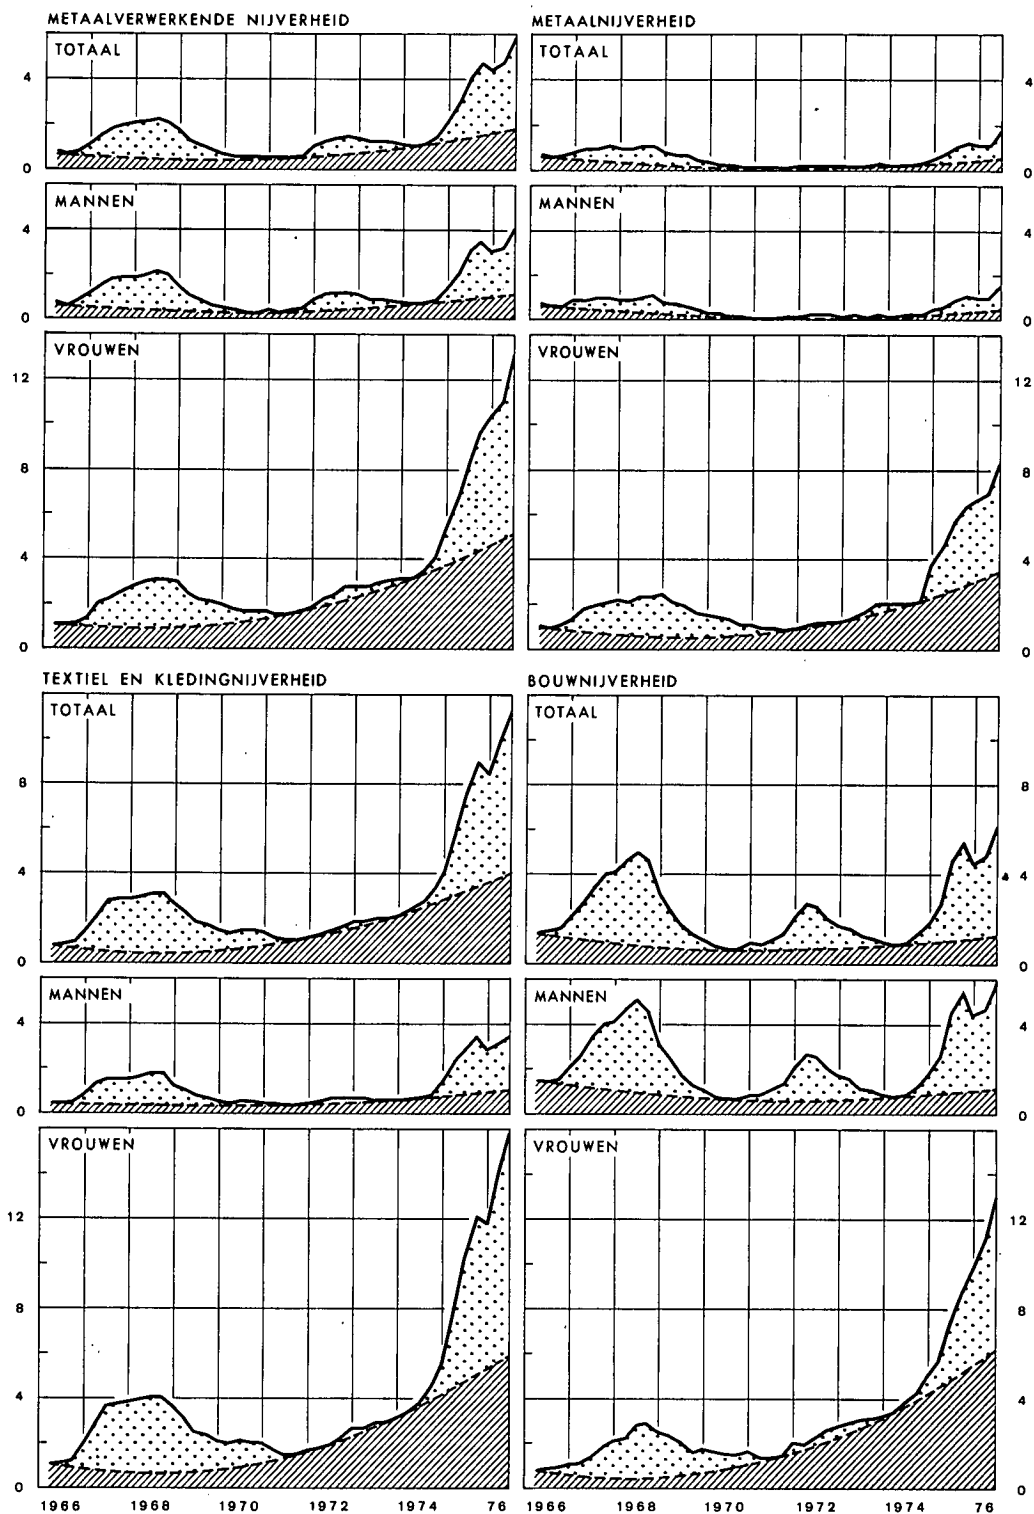 METAALVERWERKENDE NIJVERHEID
TOTAAL
4
0
MANNEN
4
0
VROUWEN
12
8
4
0
METAALNIJVERHEID
TOTAAL
4
0
MANNEN
4
0
VROUWEN
12
8
4
0
TEXTIEL EN KLEDINGNIJVERHEID
TOTAAL
8
4
0
MANNEN
4
0
VROUWEN
12
8
4
0
1966 1968 1970 1972 1974 76
BOUWNIJVERHEID
TOTAAL
8
4 4
0
MANNEN
4
0
VROUWEN
12
8
4
0
1966 1968 1970 1972 1974 76